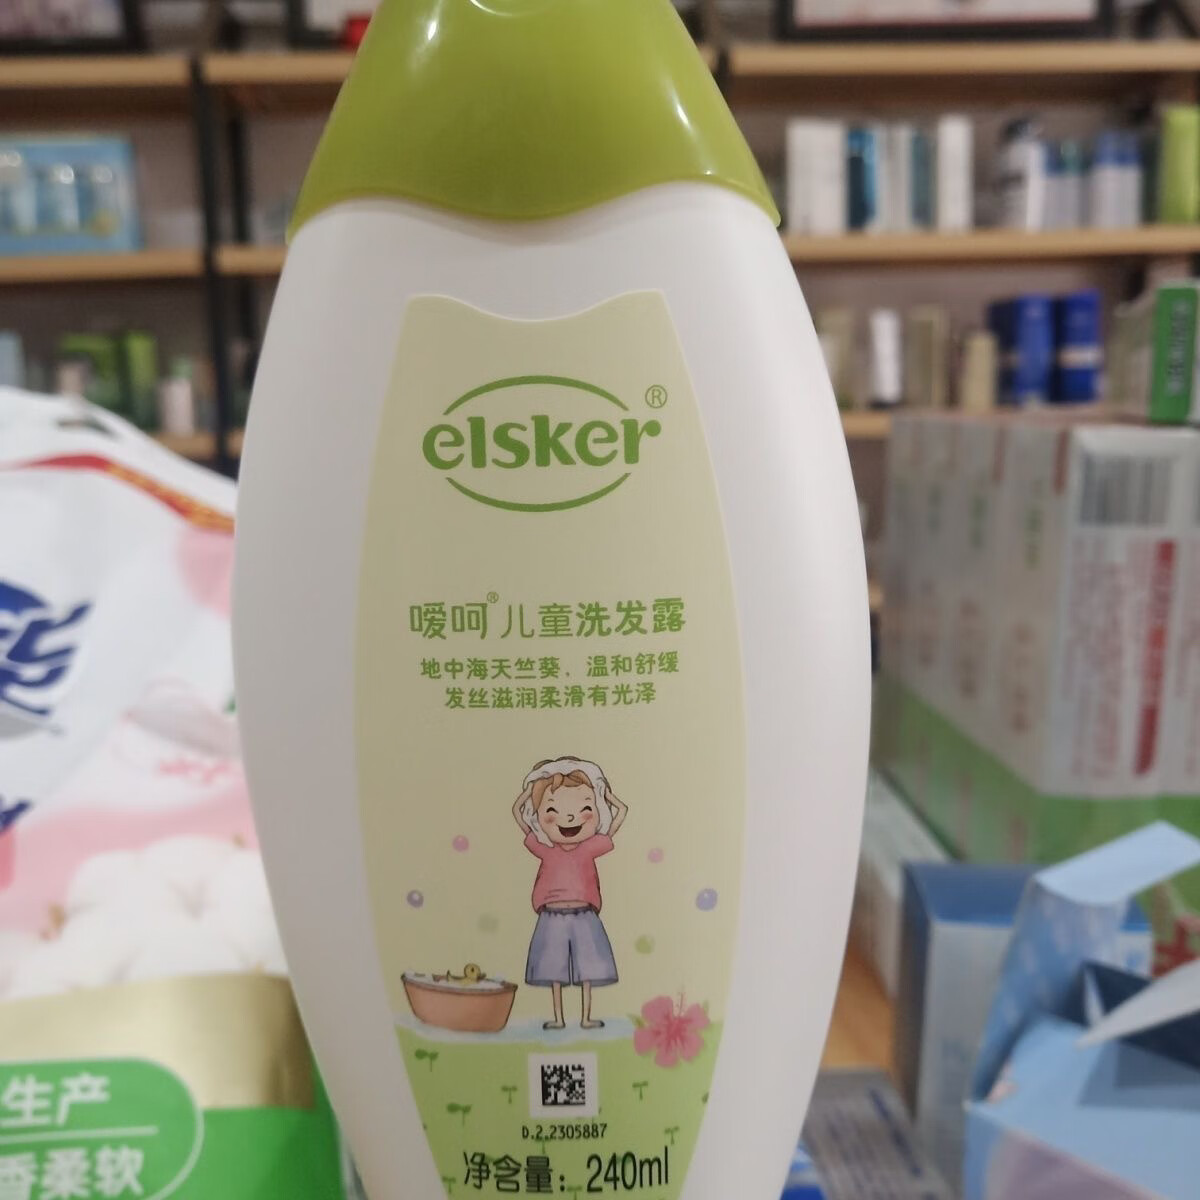 elsker®
嗳呵®儿童洗发露
地中海天竺葵、温和舒缓
发丝滋润柔滑有光泽
D.2.2305887
净含量：240ml
生产
香柔软